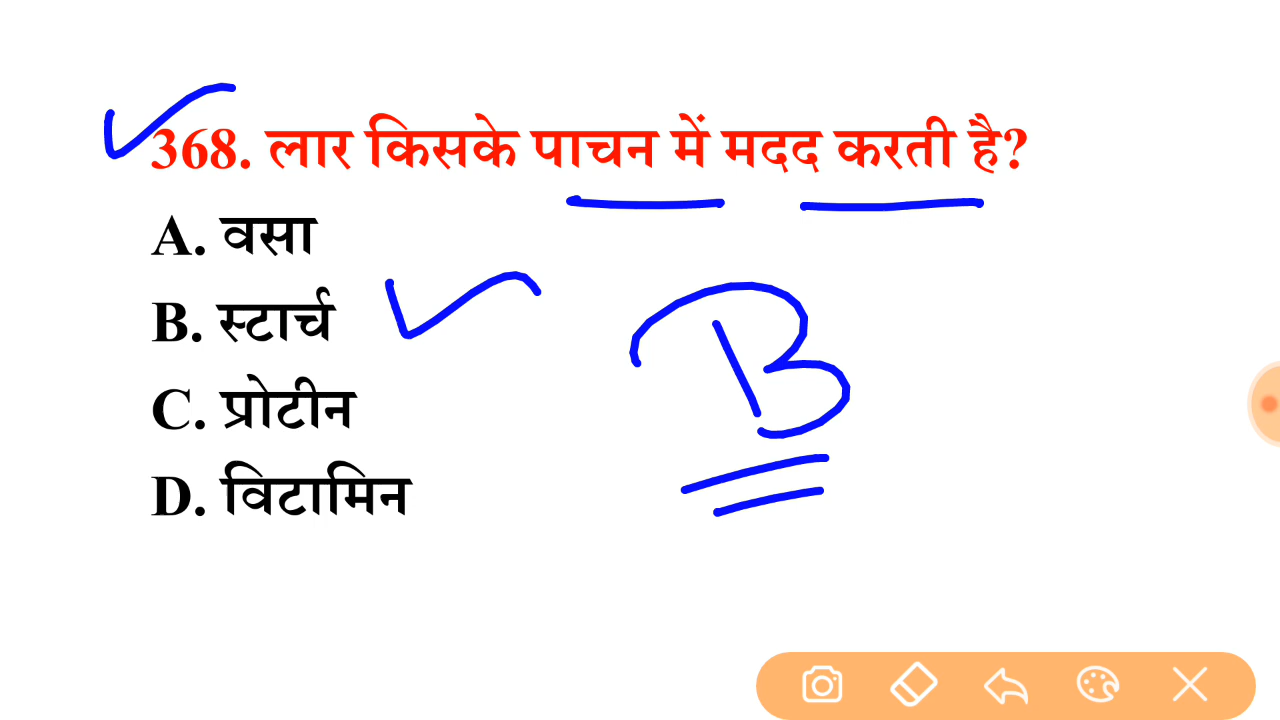 368. लार किसके पाचन में मदद करती है?
A. वसा
B. स्टार्च
B
C. प्रोटीन
D. विटामिन